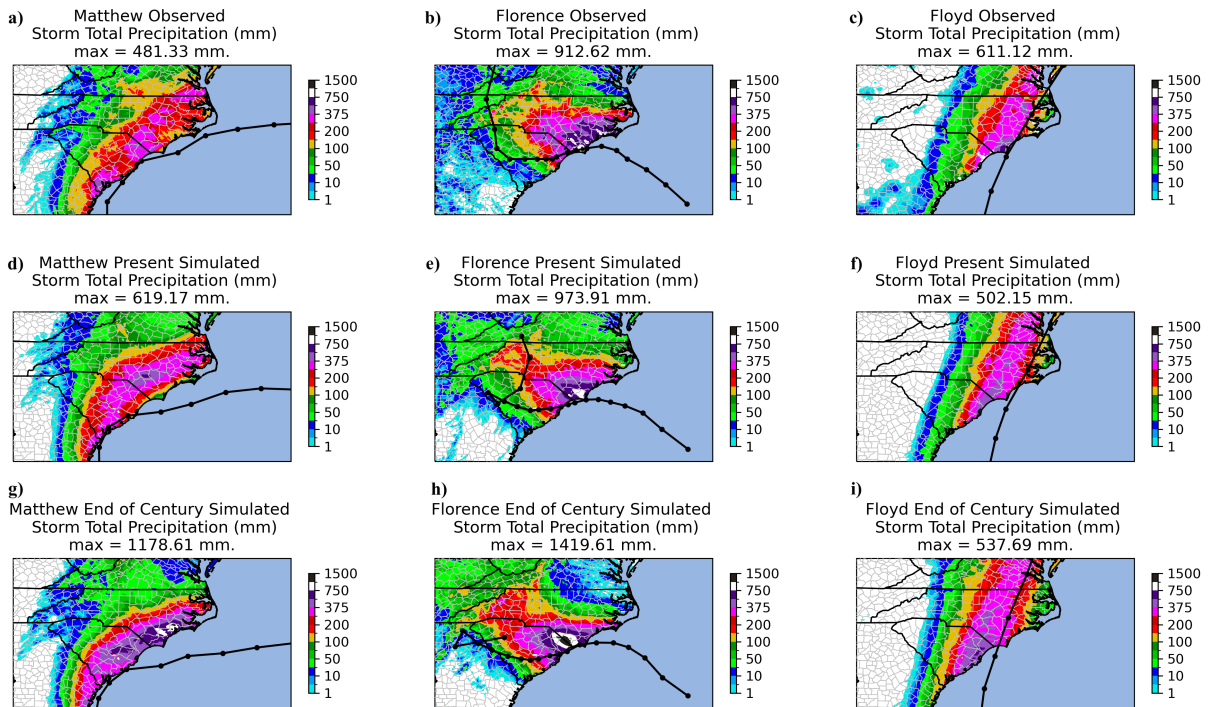 a)
Matthew Observed
Storm Total Precipitation (mm)
max = 481.33 mm.
1500
750
375
200
100
50
10
1
b)
Florence Observed
Storm Total Precipitation (mm)
max = 912.62 mm.
1500
750
375
200
100
50
10
1
c)
Floyd Observed
Storm Total Precipitation (mm)
max = 611.12 mm.
1500
750
375
200
100
50
10
1
d)
Matthew Present Simulated
Storm Total Precipitation (mm)
max = 619.17 mm.
1500
750
375
200
100
50
10
1
e)
Florence Present Simulated
Storm Total Precipitation (mm)
max = 973.91 mm.
1500
750
375
200
100
50
10
1
f)
Floyd Present Simulated
Storm Total Precipitation (mm)
max = 502.15 mm.
1500
750
375
200
100
50
10
1
g)
Matthew End of Century Simulated
Storm Total Precipitation (mm)
max = 1178.61 mm.
1500
750
375
200
100
50
10
1
h)
Florence End of Century Simulated
Storm Total Precipitation (mm)
max = 1419.61 mm.
1500
750
375
200
100
50
10
1
i)
Floyd End of Century Simulated
Storm Total Precipitation (mm)
max = 537.69 mm.
1500
750
375
200
100
50
10
1